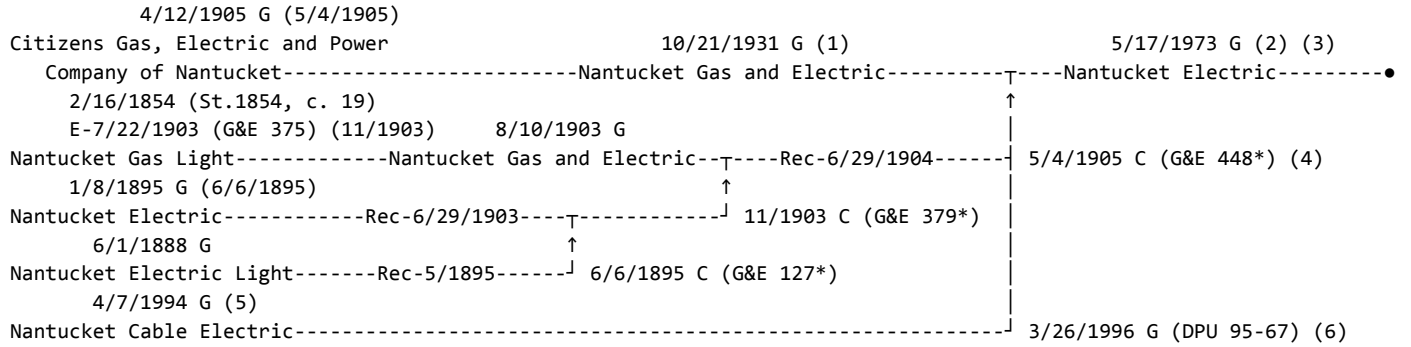 4/12/1905 G (5/4/1905)
Citizens Gas, Electric and Power 10/21/1931 G (1) 5/17/1973 G (2) (3)
Company of Nantucket------------------------Nantucket Gas and Electric----------┬----Nantucket Electric---------●
2/16/1854 (St.1854, c. 19) ↑
E-7/22/1903 (G&E 375) (11/1903) 8/10/1903 G │
Nantucket Gas Light-------------Nantucket Gas and Electric--┬----Rec-6/29/1904------┤ 5/4/1905 C (G&E 448*) (4)
1/8/1895 G (6/6/1895) ↑ │
Nantucket Electric------------Rec-6/29/1903----┬------------┘ 11/1903 C (G&E 379*) │
6/1/1888 G ↑ │
Nantucket Electric Light-------Rec-5/1895------┘ 6/6/1895 C (G&E 127*) │
4/7/1994 G (5) │
Nantucket Cable Electric---------------------------------------------------------------------┘ 3/26/1996 G (DPU 95-67) (6)